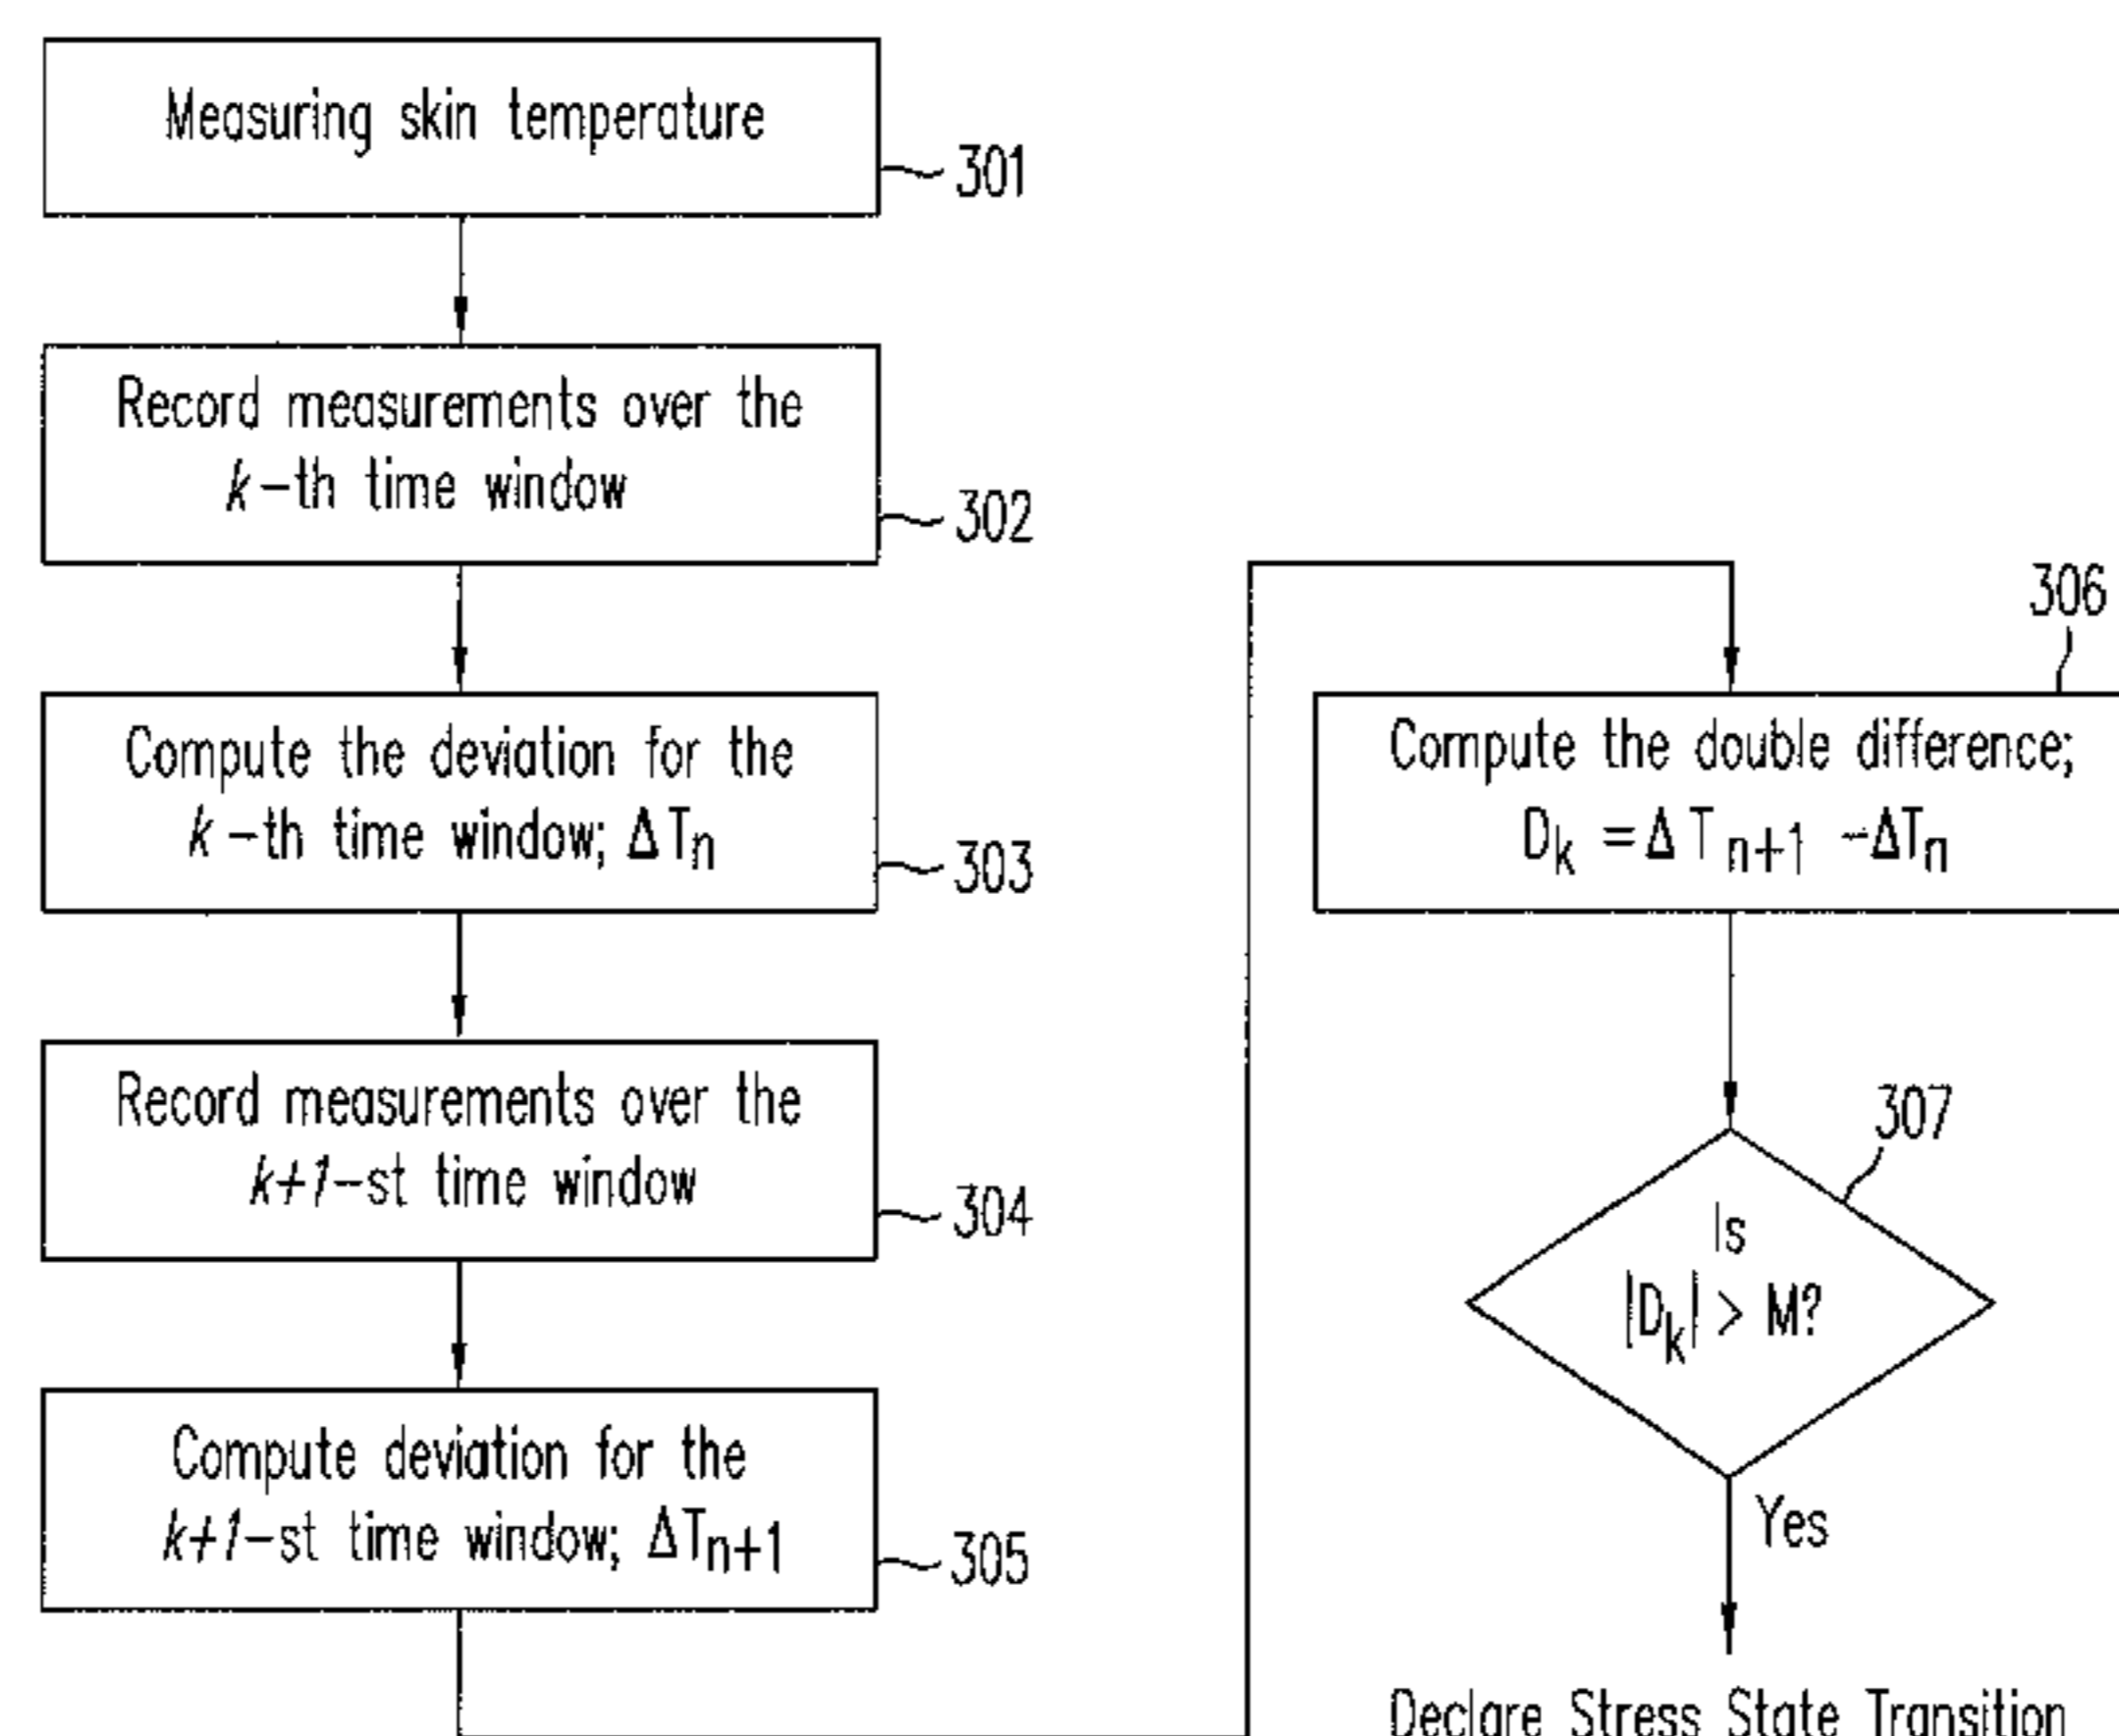 Measuring skin temperature
301
Record measurements over the
k-th time window
302
Compute the deviation for the
k-th time window; ΔTn
303
Record measurements over the
k+1-st time window
304
Compute deviation for the
k+1-st time window; ΔTn+1
305
306
Compute the double difference;
Dk = Δ Tn+1 -ΔTn
307
Is
|Dk| > M?
Yes
Declare Stress State Transition